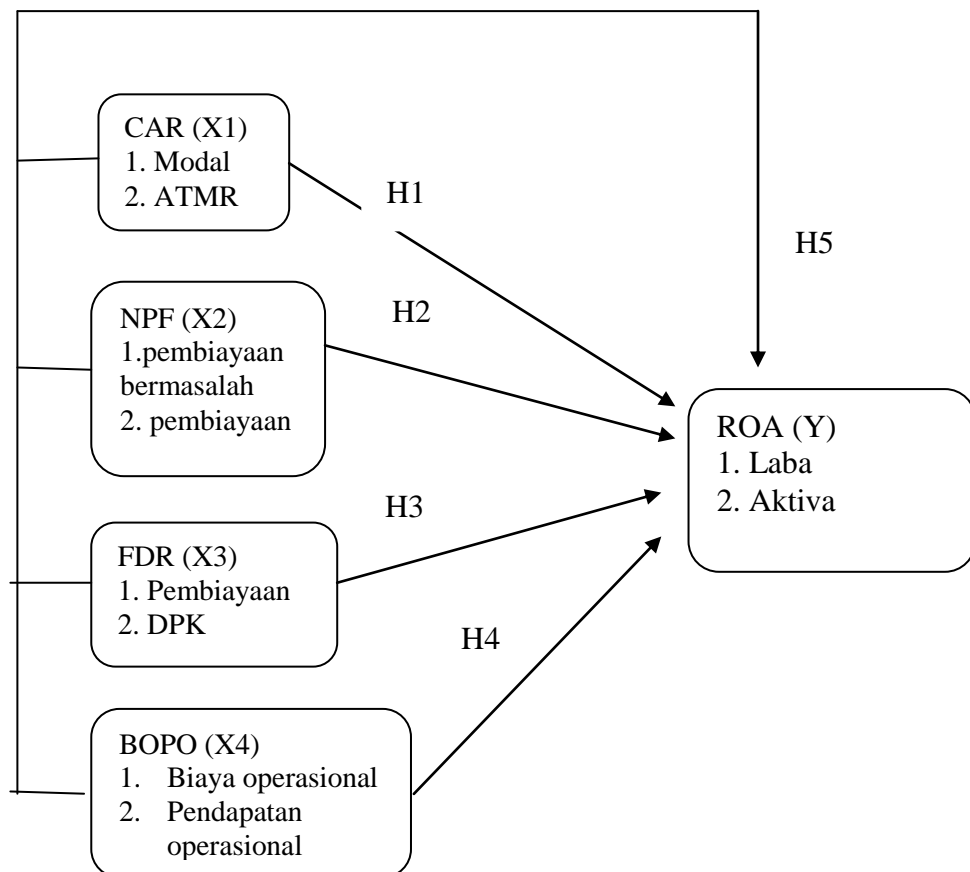 CAR (X1)
1. Modal
2. ATMR
H1
H5
NPF (X2)
1.pembiayaan
bermasalah
2. pembiayaan
H2
ROA (Y)
1. Laba
2. Aktiva
FDR (X3)
1. Pembiayaan
2. DPK
H3
H4
BOPO (X4)
1. Biaya operasional
2. Pendapatan
operasional